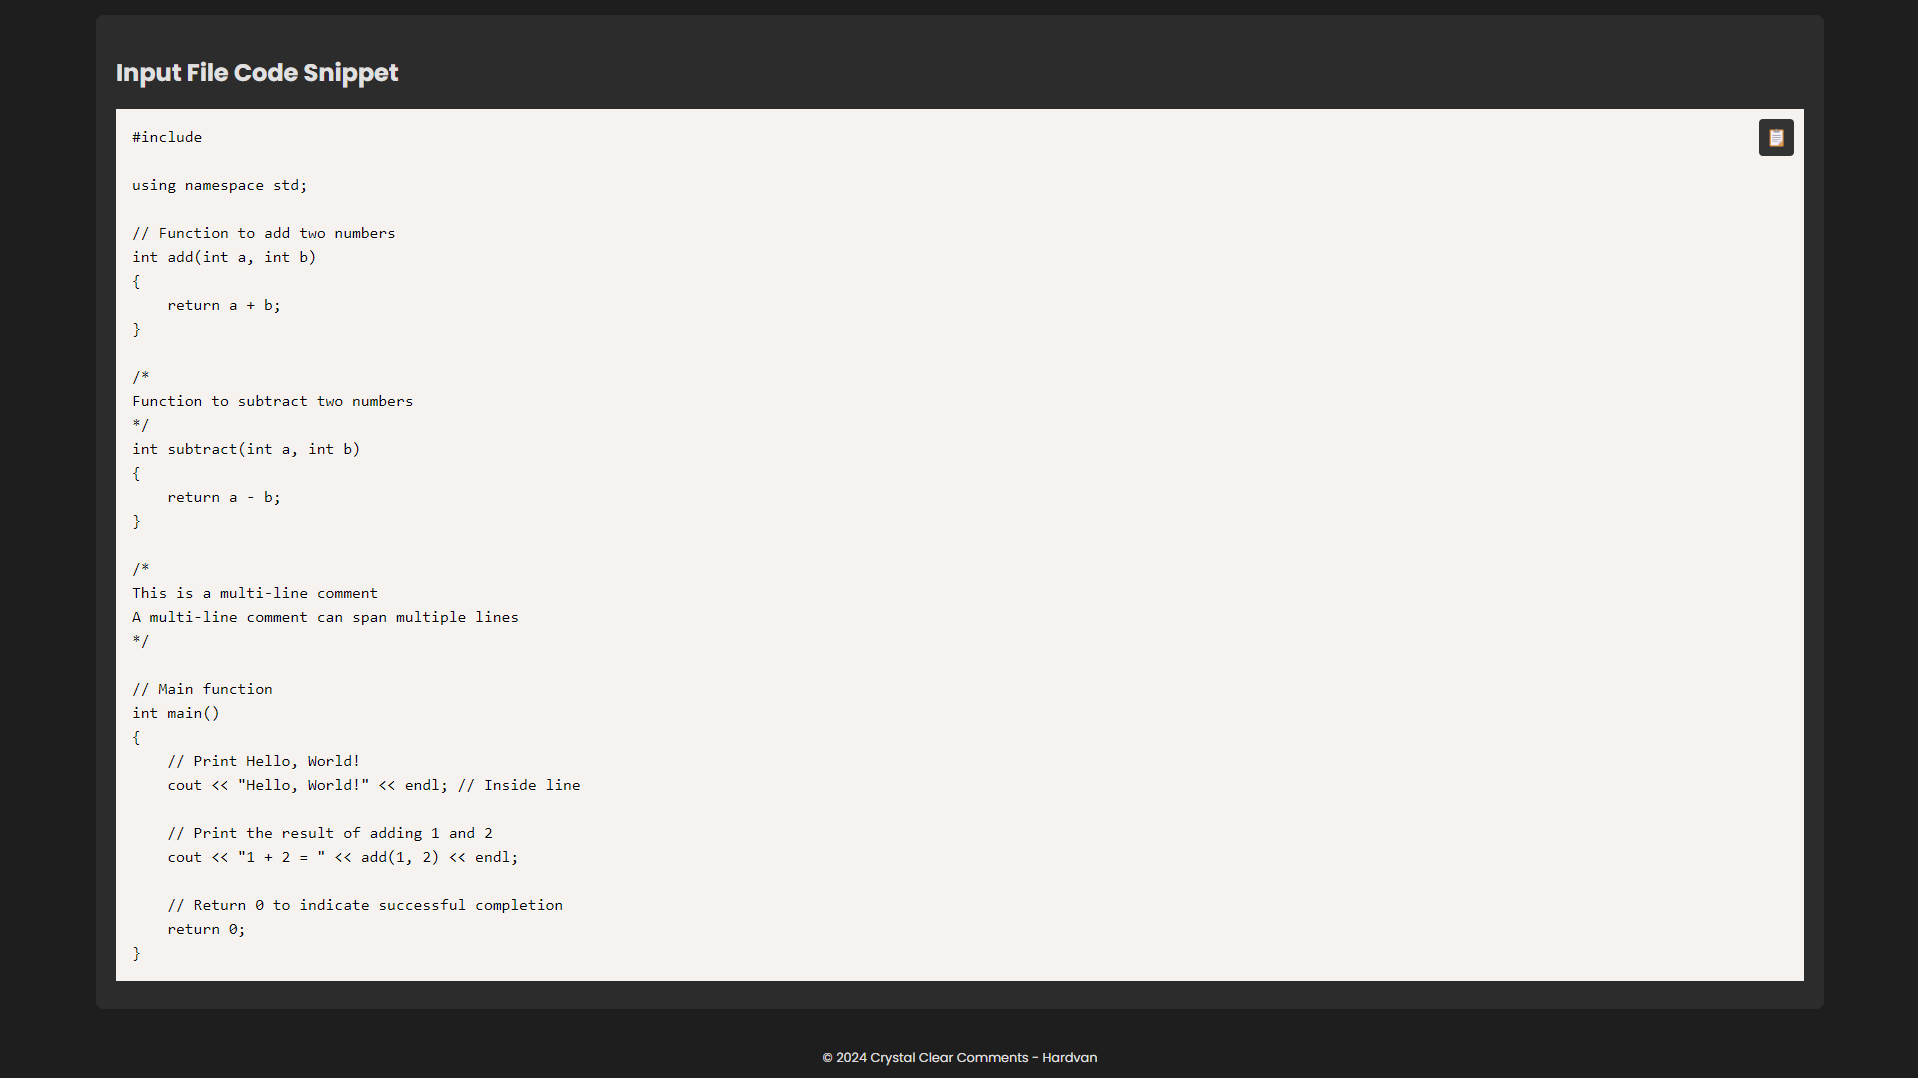 Input File Code Snippet
#include

using namespace std;

// Function to add two numbers
int add(int a, int b)
{
    return a + b;
}

/*
Function to subtract two numbers
*/
int subtract(int a, int b)
{
    return a - b;
}

/*
This is a multi-line comment
A multi-line comment can span multiple lines
*/

// Main function
int main()
{
    // Print Hello, World!
    cout << "Hello, World!" << endl; // Inside line

    // Print the result of adding 1 and 2
    cout << "1 + 2 = " << add(1, 2) << endl;

    // Return 0 to indicate successful completion
    return 0;
}
© 2024 Crystal Clear Comments - Hardvan